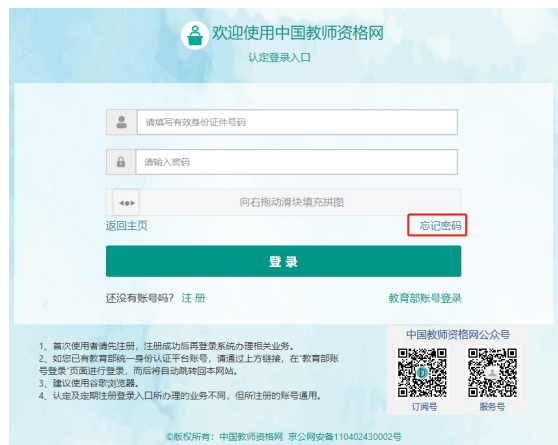 欢迎使用中国教师资格网
认定登录入口
请填写有效身份证件号码
请输入密码
向右拖动滑块填充拼图
返回主页 忘记密码
登 录
还没有账号吗? 注 册 教育部账号登录
中国教师资格网公众号
1、首次使用者请先注册，注册成功后再登录系统办理相关业务。
2、如您已有教育部统一身份认证平台账号，请通过上方链接，在“教育部账
号登录”页面进行登录，而后将自动跳转回本网站。
3、建议使用谷歌浏览器。
4、认定及定期注册登录入口所办理的业务不同，但所注册的账号通用。
订阅号 服务号
©版权所有：中国教师资格网 京公网安备110402430002号